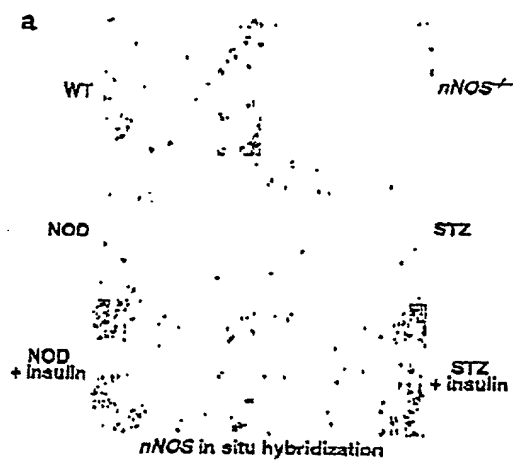 a
WT
nNOS-/-
NOD
STZ
NOD
+ insulin
STZ
+ insulin
nNOS in situ hybridization